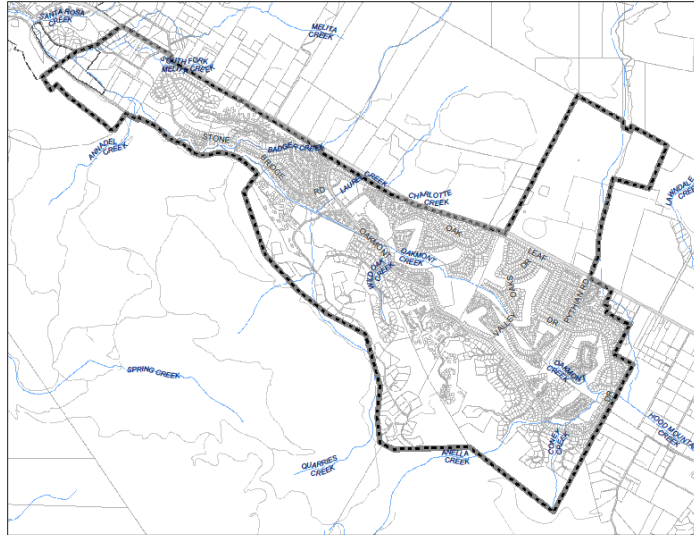 SANTA ROSA
CREEK
MELITA
CREEK
SOUTH FORK
MELITA CREEK
ANNADEL
CREEK
STONE
BRIDGE
RD
BADGER CREEK
LAUREL CREEK
CHARLOTTE
CREEK
LAWNDALE
CREEK
OAK
LEAF
DR
OAKMONT
OAKMONT
CREEK
WILD OAK
CREEK
OAKS
VALLEY
DR
PYTHIAN RD
OAKMONT
CREEK
DR
SPRING CREEK
HOOD MOUNTAIN
CREEK
QUARRIES
CREEK
ANELLA
CREEK
CREEK